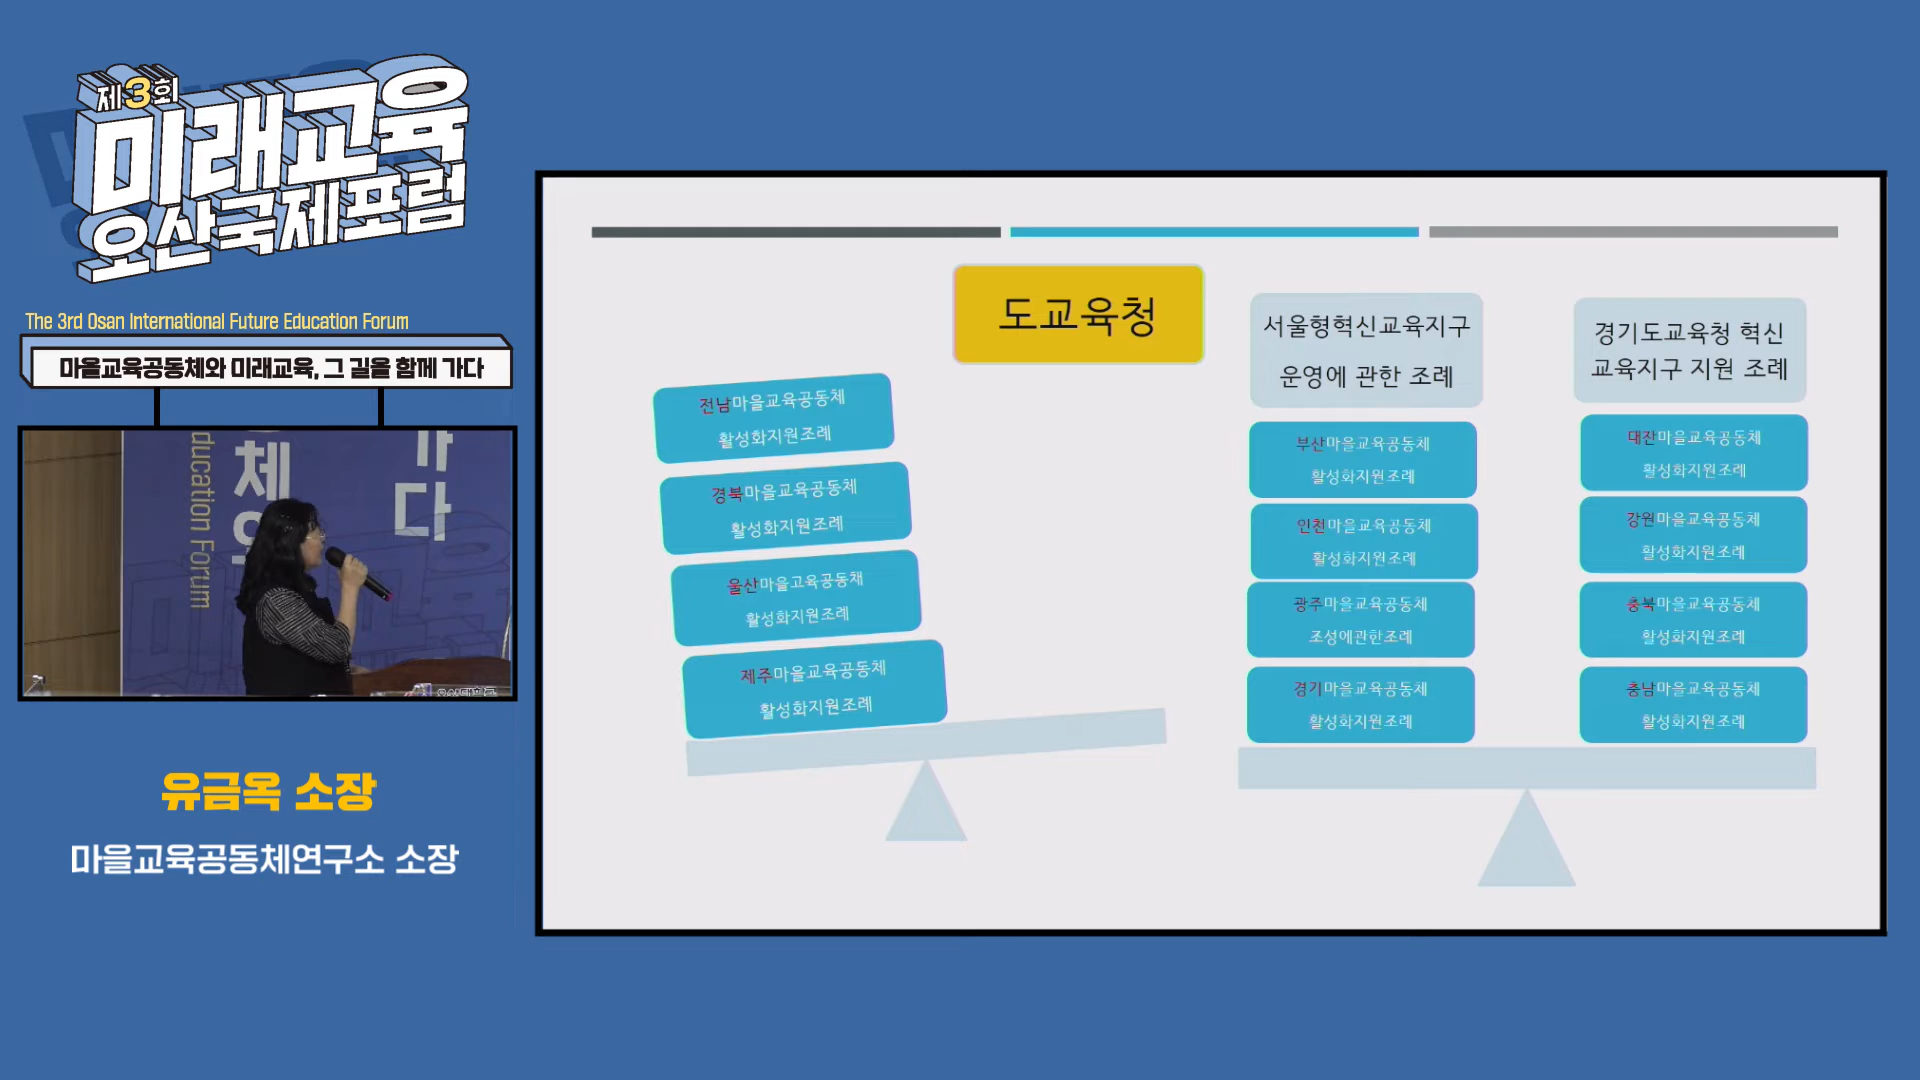 제3회
미래교육
오산국제포럼
The 3rd Osan International Future Education Forum
마을교육공동체와 미래교육, 그 길을 함께 가다
체
다
ducation Forum
유금옥 소장
마을교육공동체연구소 소장
도교육청
전남마을교육공동체
활성화지원조례
경북마을교육공동체
활성화지원조례
울산마을교육공동채
활성화지원조례
제주마을교육공동체
활성화지원조례
서울형혁신교육지구
운영에 관한 조례
부산마을교육공동체
활성화지원조례
인천마을교육공동체
활성화지원조례
광주마을교육공동체
조성에관한조례
경기마을교육공동체
활성화지원조례
경기도교육청 혁신
교육지구 지원 조례
대잔마을교육공동체
활성화지원조례
강원마을교육공동체
활성화지원조례
충북마을교육공동체
활성화지원조례
충남마을교육공동체
활성화지원조례